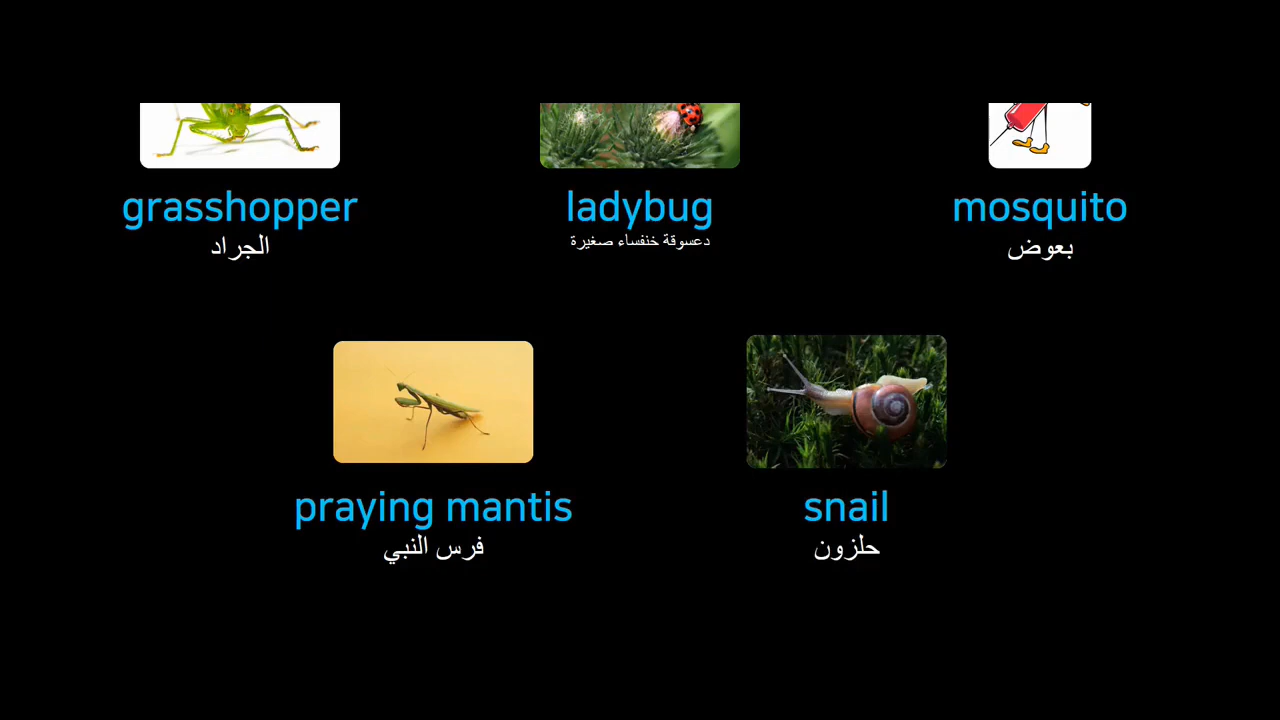 grasshopper
الجراد
ladybug
دعسوقة خنفساء صغيرة
mosquito
بعوض
praying mantis
فرس النبي
snail
حلزون